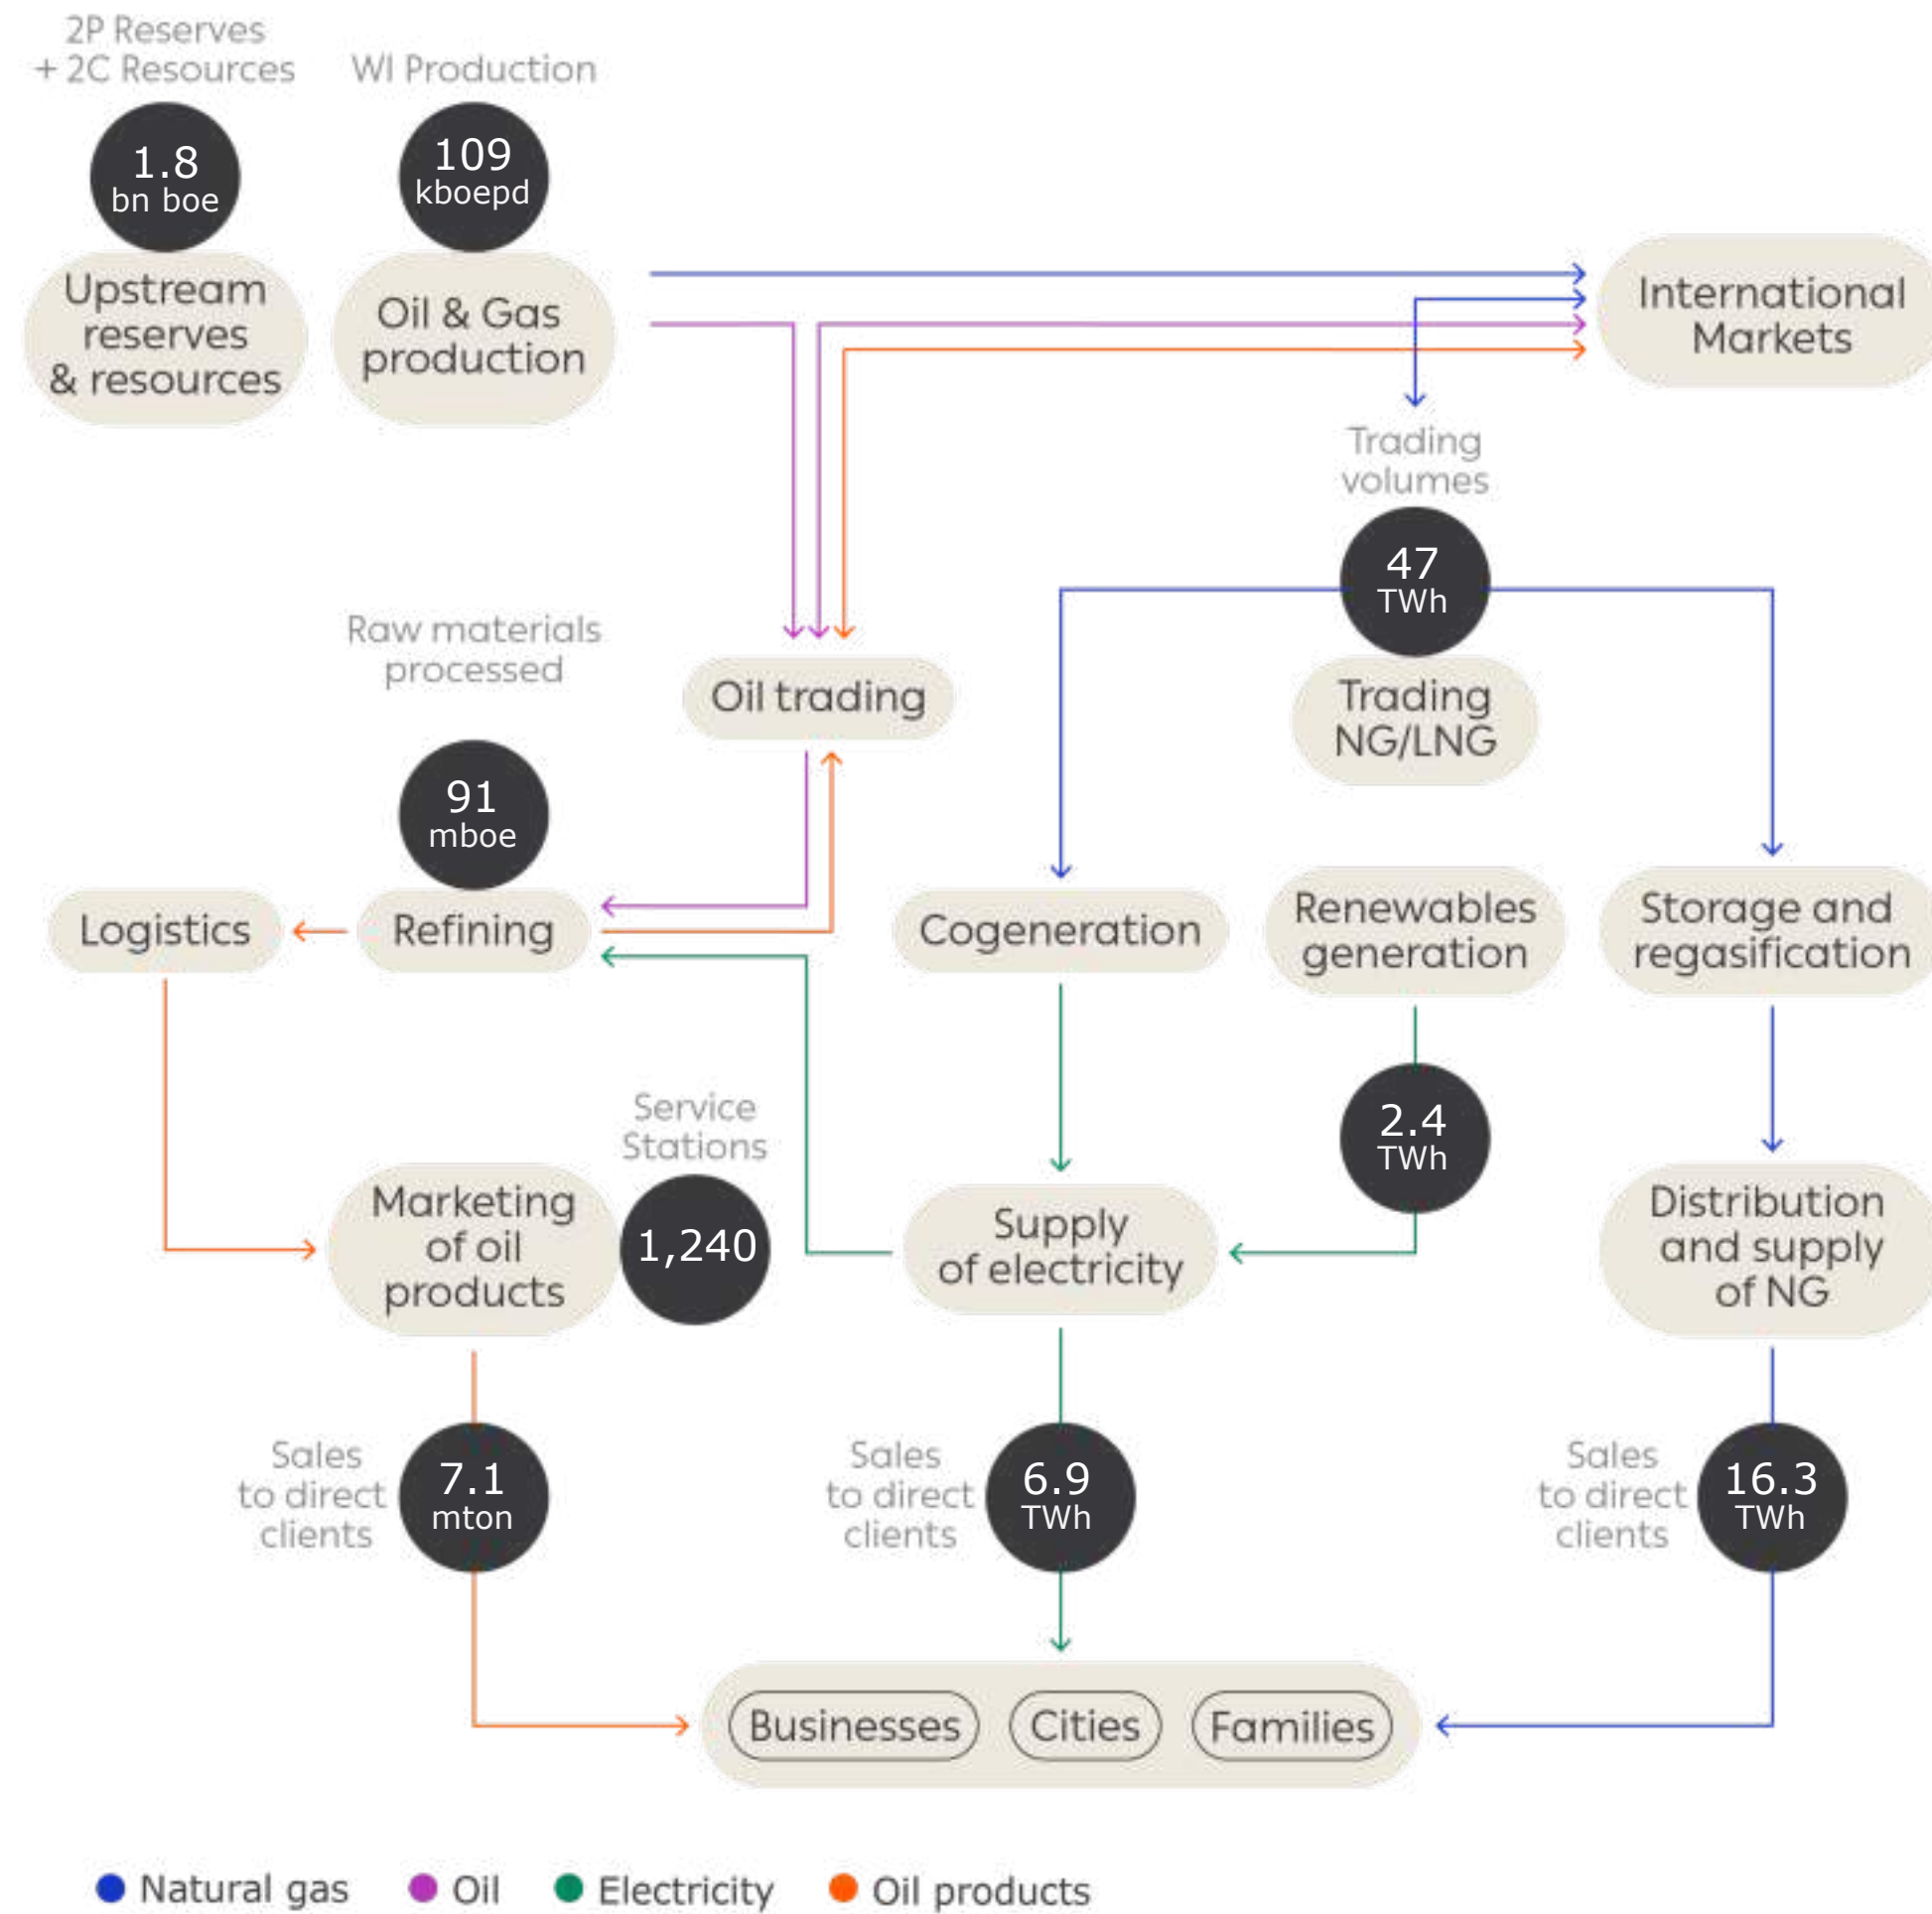 2P Reserves
+ 2C Resources
WI Production
1.8
bn boe
109
kboepd
Upstream
reserves
& resources
Oil & Gas
production
International
Markets
Trading
volumes
47
TWh
Raw materials
processed
Oil trading
Trading
NG/LNG
91
mboe
Logistics
Refining
Cogeneration
Renewables
generation
Storage and
regasification
2.4
TWh
Service
Stations
Marketing
of oil
products
1,240
Supply
of electricity
Distribution
and supply
of NG
Sales
to direct
clients
7.1
mton
Sales
to direct
clients
6.9
TWh
Sales
to direct
clients
16.3
TWh
Businesses
Cities
Families
Natural gas
Oil
Electricity
Oil products